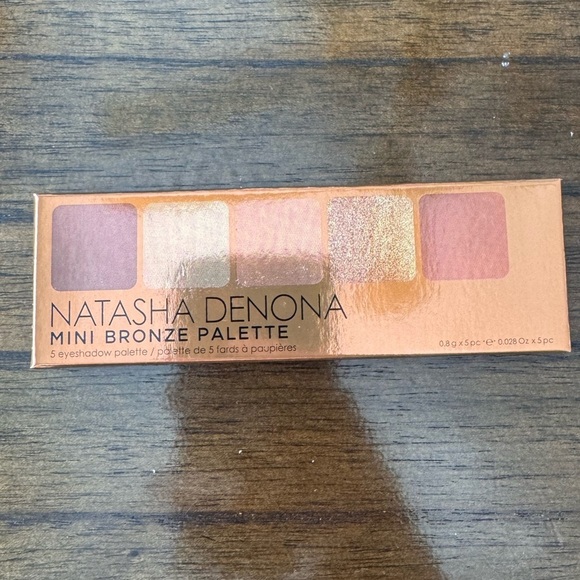 NATASHA DENONA
MINI BRONZE PALETTE
5 eyeshadow palette / palette de 5 fards à paupières
0.8 g x 5 pc ℮ 0.028 Oz x 5 pc